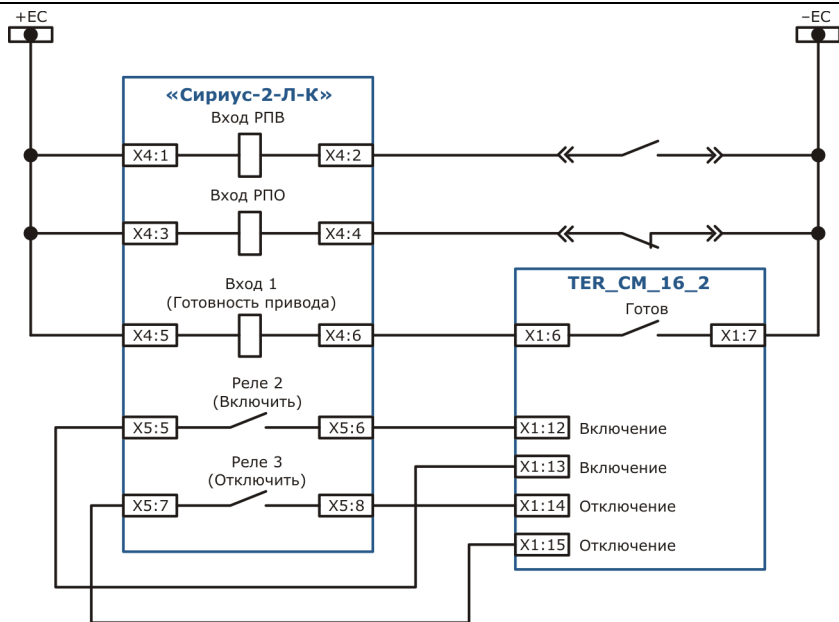 +ЕС
–ЕС
«Сириус-2-Л-К»
Вход РПВ
X4:1
X4:2
Вход РПО
X4:3
X4:4
Вход 1
(Готовность привода)
X4:5
X4:6
TER_CM_16_2
Готов
X1:6
X1:7
Реле 2
(Включить)
X5:5
X5:6
X1:12 Включение
X1:13 Включение
Реле 3
(Отключить)
X5:7
X5:8
X1:14 Отключение
X1:15 Отключение